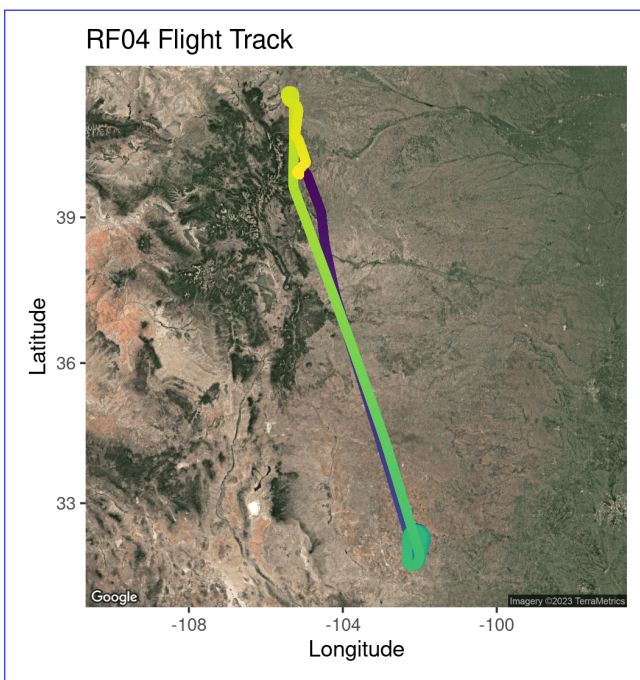 RF04 Flight Track
Latitude
39
36
33
Google
Imagery ©2023 TerraMetrics
-108
-104
-100
Longitude